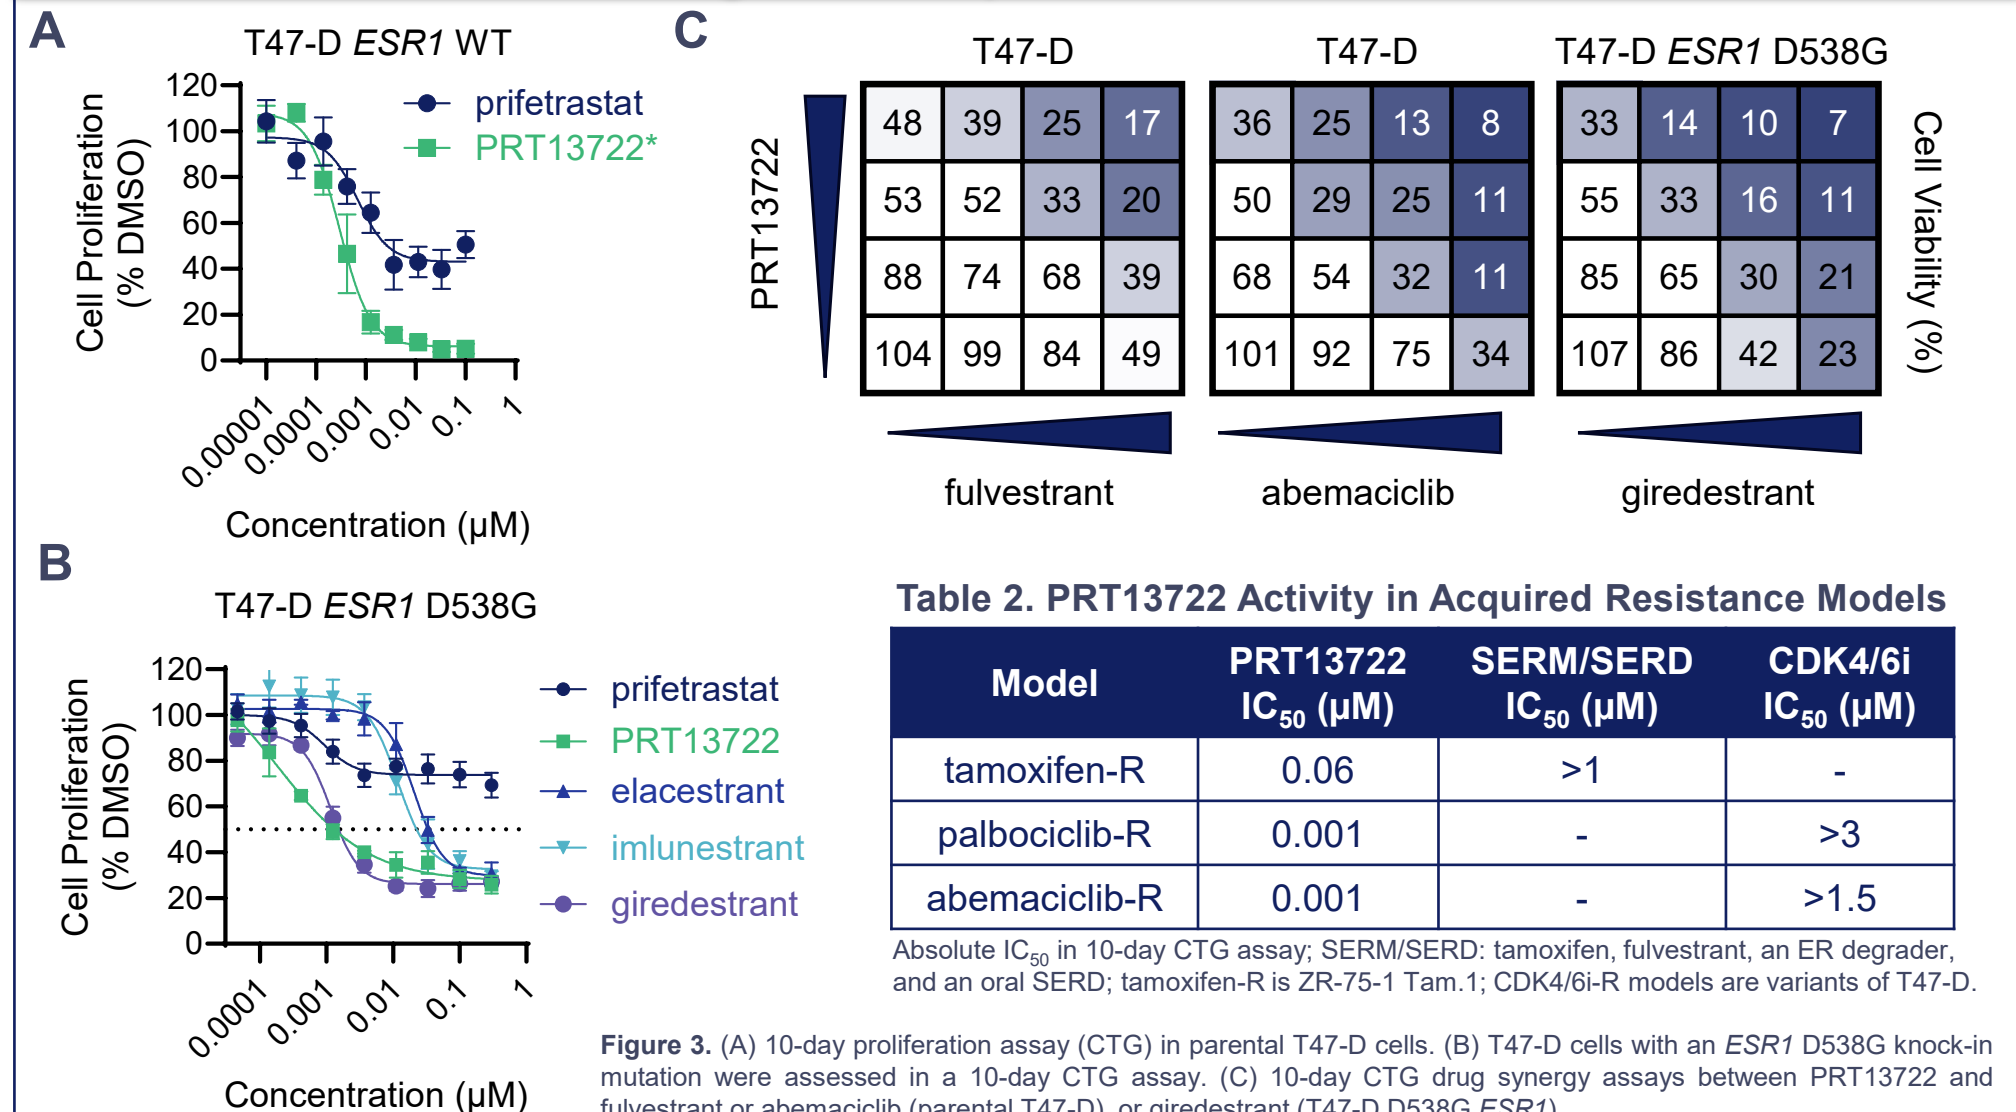 A
T47-D ESR1 WT
Cell Proliferation
(% DMSO)
120
100
80
60
40
20
0
prifetrastat
PRT13722*
0.00001
0.0001
0.001
0.01
0.1
1
Concentration (µM)
B
T47-D ESR1 D538G
Cell Proliferation
(% DMSO)
120
100
80
60
40
20
0
prifetrastat
PRT13722
elacestrant
imlunestrant
giredestrant
0.0001
0.001
0.01
0.1
1
Concentration (µM)
C
T47-D T47-D T47-D ESR1 D538G
PRT13722
48 39 25 17 36 25 13 8 33 14 10 7
53 52 33 20 50 29 25 11 55 33 16 11
88 74 68 39 68 54 32 11 85 65 30 21
104 99 84 49 101 92 75 34 107 86 42 23
Cell Viability (%)
fulvestrant abemaciclib giredestrant
Table 2. PRT13722 Activity in Acquired Resistance Models
Model PRT13722 IC50 (µM) SERM/SERD IC50 (µM) CDK4/6i IC50 (µM)
tamoxifen-R 0.06 >1 -
palbociclib-R 0.001 - >3
abemaciclib-R 0.001 - >1.5
Absolute IC50 in 10-day CTG assay; SERM/SERD: tamoxifen, fulvestrant, an ER degrader,
and an oral SERD; tamoxifen-R is ZR-75-1 Tam.1; CDK4/6i-R models are variants of T47-D.
Figure 3. (A) 10-day proliferation assay (CTG) in parental T47-D cells. (B) T47-D cells with an ESR1 D538G knock-in
mutation were assessed in a 10-day CTG assay. (C) 10-day CTG drug synergy assays between PRT13722 and
fulvestrant or abemaciclib (parental T47-D), or giredestrant (T47-D D538G ESR1)